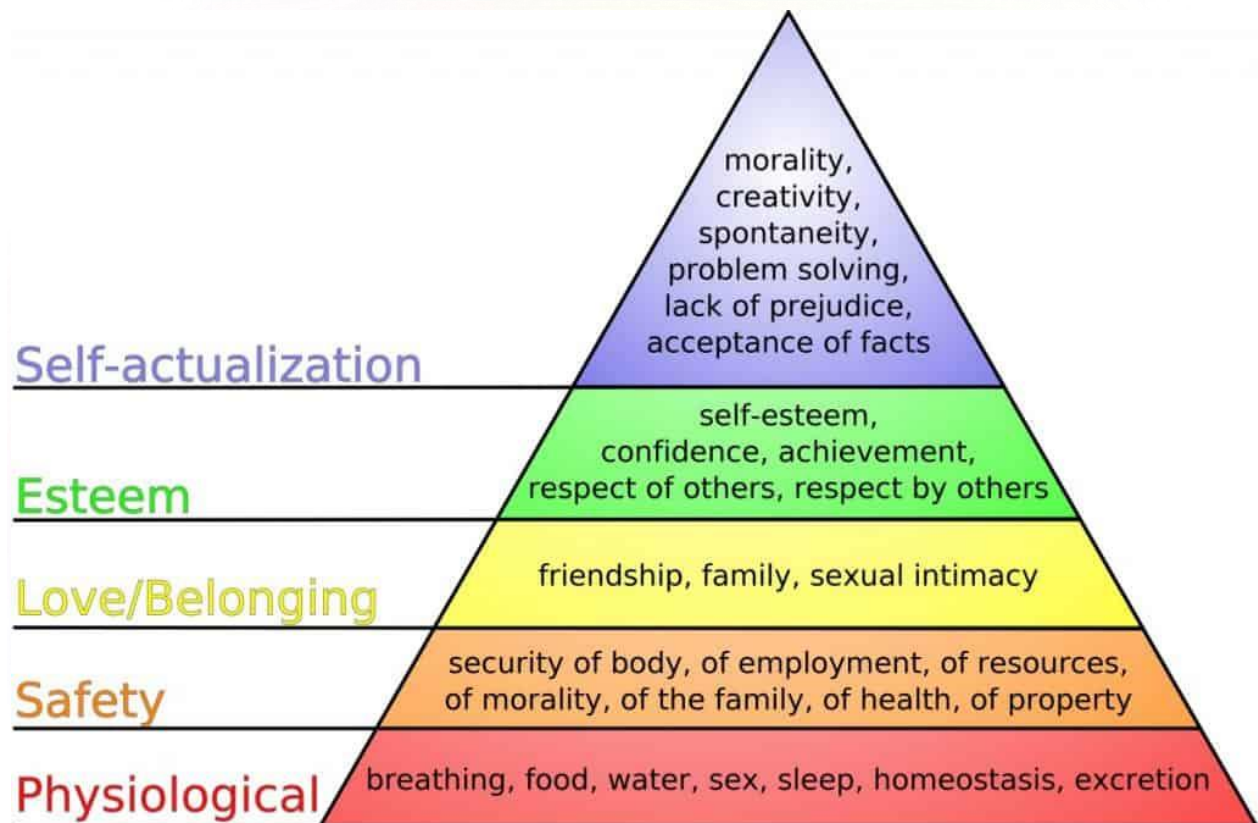 morality,
creativity,
spontaneity,
problem solving,
lack of prejudice,
acceptance of facts
Self-actualization
self-esteem,
confidence, achievement,
respect of others, respect by others
Esteem
friendship, family, sexual intimacy
Love/Belonging
security of body, of employment, of resources,
of morality, of the family, of health, of property
Safety
breathing, food, water, sex, sleep, homeostasis, excretion
Physiological